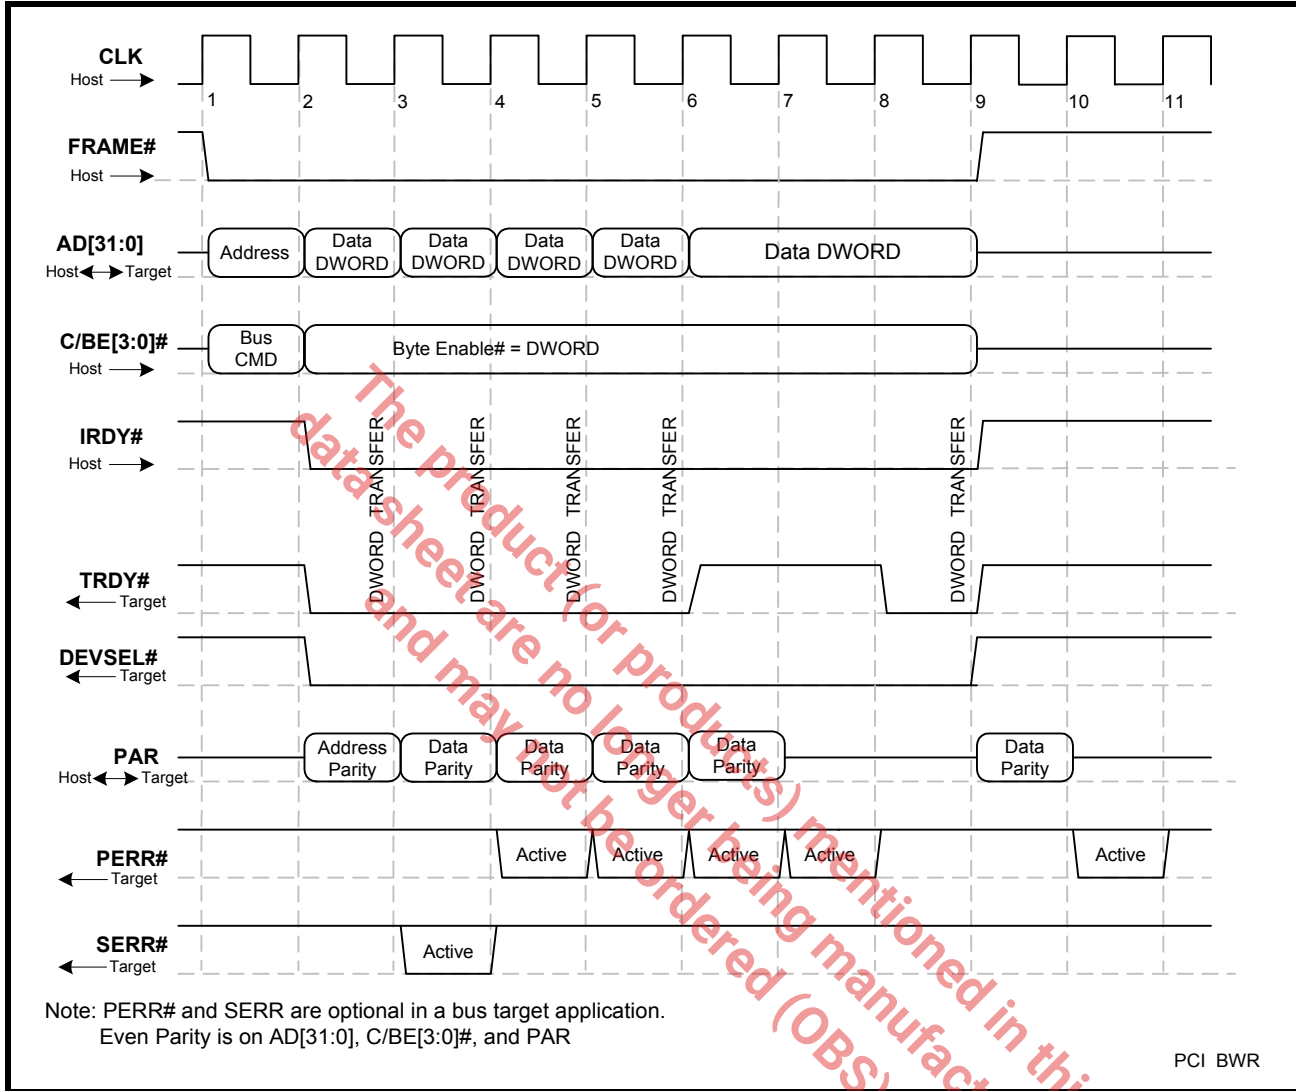 CLK
Host
1 2 3 4 5 6 7 8 9 10 11
FRAME#
Host
AD[31:0]
Host Target
Address
Data DWORD
Data DWORD
Data DWORD
Data DWORD
Data DWORD
C/BE[3:0]#
Host
Bus CMD
Byte Enable# = DWORD
IRDY#
Host
DWORD TRANSFER
DWORD TRANSFER
DWORD TRANSFER
DWORD TRANSFER
DWORD TRANSFER
TRDY#
Target
DEVSEL#
Target
PAR
Host Target
Address Parity
Data Parity
Data Parity
Data Parity
Data Parity
Data Parity
PERR#
Target
Active
Active
Active
Active
Active
SERR#
Target
Active
Note: PERR# and SERR are optional in a bus target application.
Even Parity is on AD[31:0], C/BE[3:0]#, and PAR
PCI BWR
The product (or products) mentioned in this
data sheet are no longer being manufact
and may not be ordered (OBS)